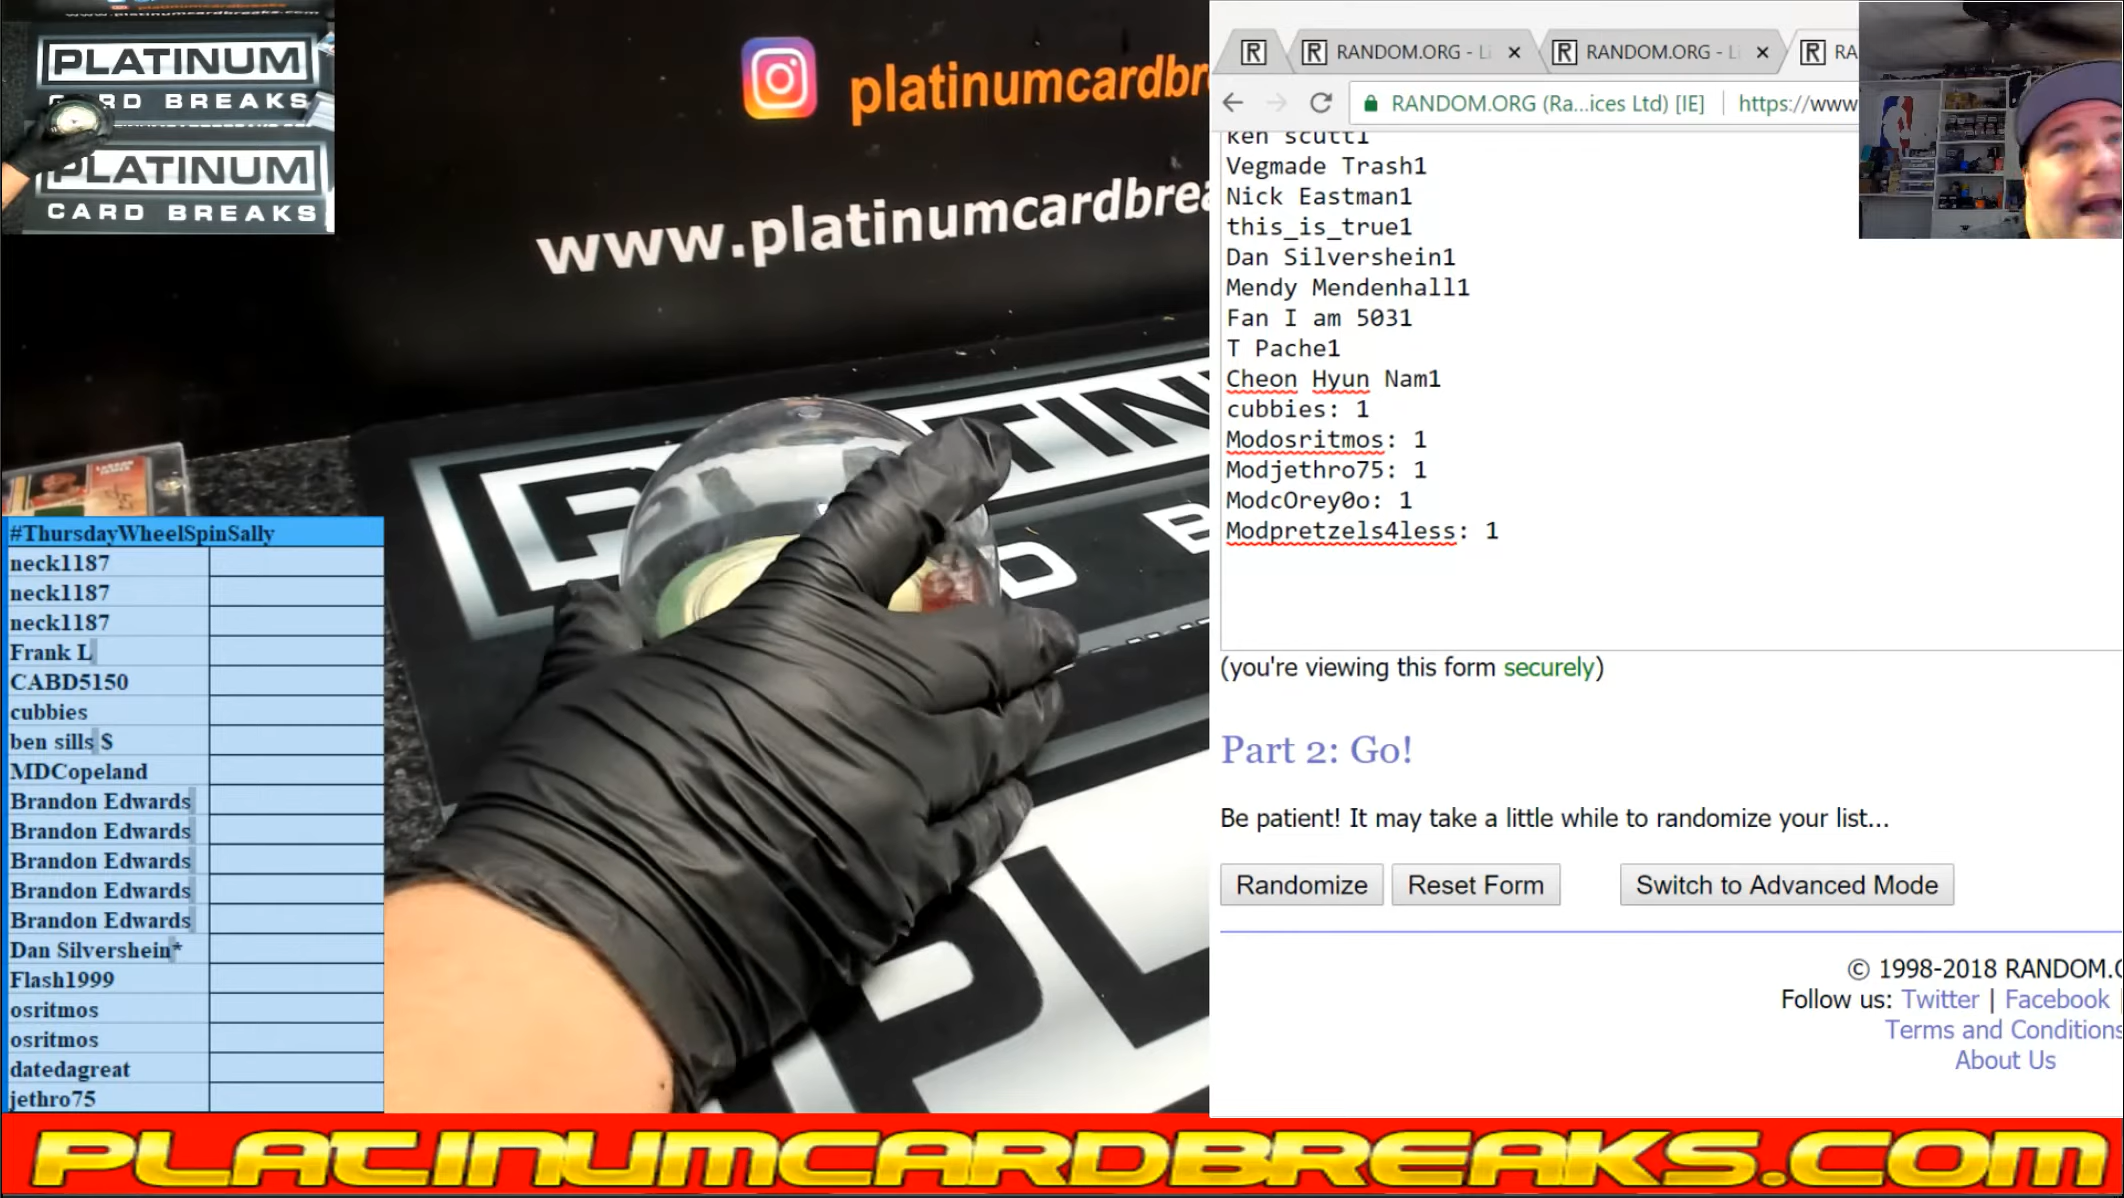 PLATINUM
CARD BREAKS
PLATINUM
CARD BREAKS
platinumcardbr
www.platinumcardbrea
#ThursdayWheelSpinSally
neck1187
neck1187
neck1187
Frank L
CABD5150
cubbies
ben sills $
MDCopeland
Brandon Edwards
Brandon Edwards
Brandon Edwards
Brandon Edwards
Brandon Edwards
Dan Silvershein*
Flash1999
osritmos
osritmos
datedagreat
jethro75
RANDOM.ORG - Li
RANDOM.ORG - Li
RA
RANDOM.ORG (Ra...ices Ltd) [IE]
https://www
ken scutt1
Vegmade Trash1
Nick Eastman1
this_is_true1
Dan Silvershein1
Mendy Mendenhall1
Fan I am 5031
T Pache1
Cheon Hyun Nam1
cubbies: 1
Modosritmos: 1
Modjethro75: 1
ModcOrey0o: 1
Modpretzels4less: 1
(you're viewing this form securely)
Part 2: Go!
Be patient! It may take a little while to randomize your list...
Randomize
Reset Form
Switch to Advanced Mode
© 1998-2018 RANDOM.O
Follow us: Twitter | Facebook |
Terms and Conditions
About Us
PLATINUMCARDBREAKS.COM